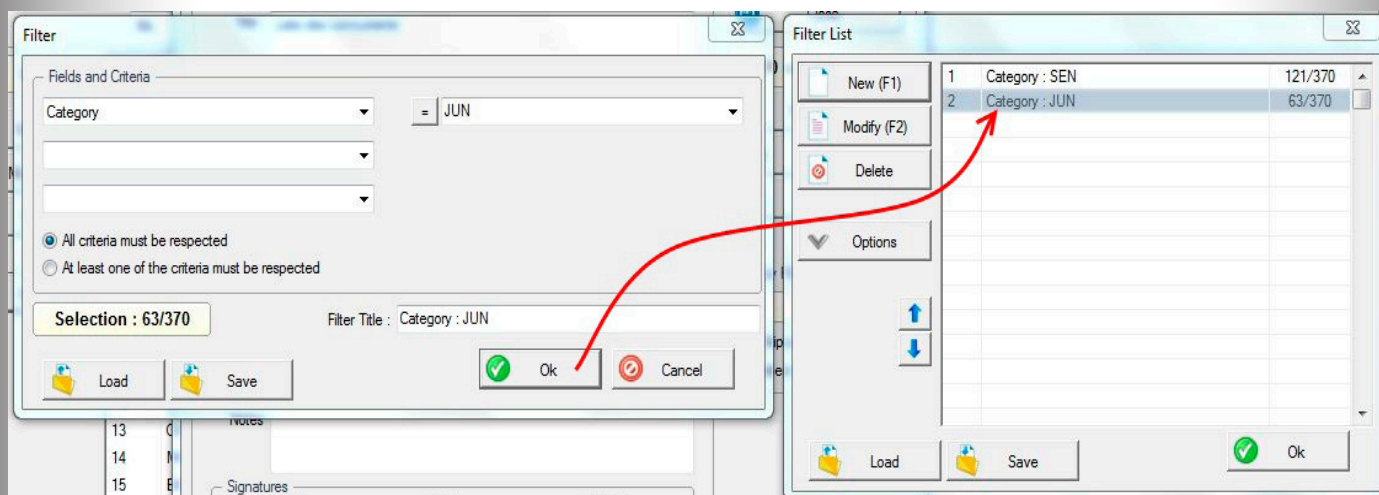 Filter
Fields and Criteria
Category
= JUN
All criteria must be respected
At least one of the criteria must be respected
Selection : 63/370
Filter Title : Category : JUN
Load
Save
Ok
Cancel
Filter List
New (F1)
Modify (F2)
Delete
Options
1 Category : SEN 121/370
2 Category : JUN 63/370
Load
Save
Ok
Notes
13
14
15
Signatures